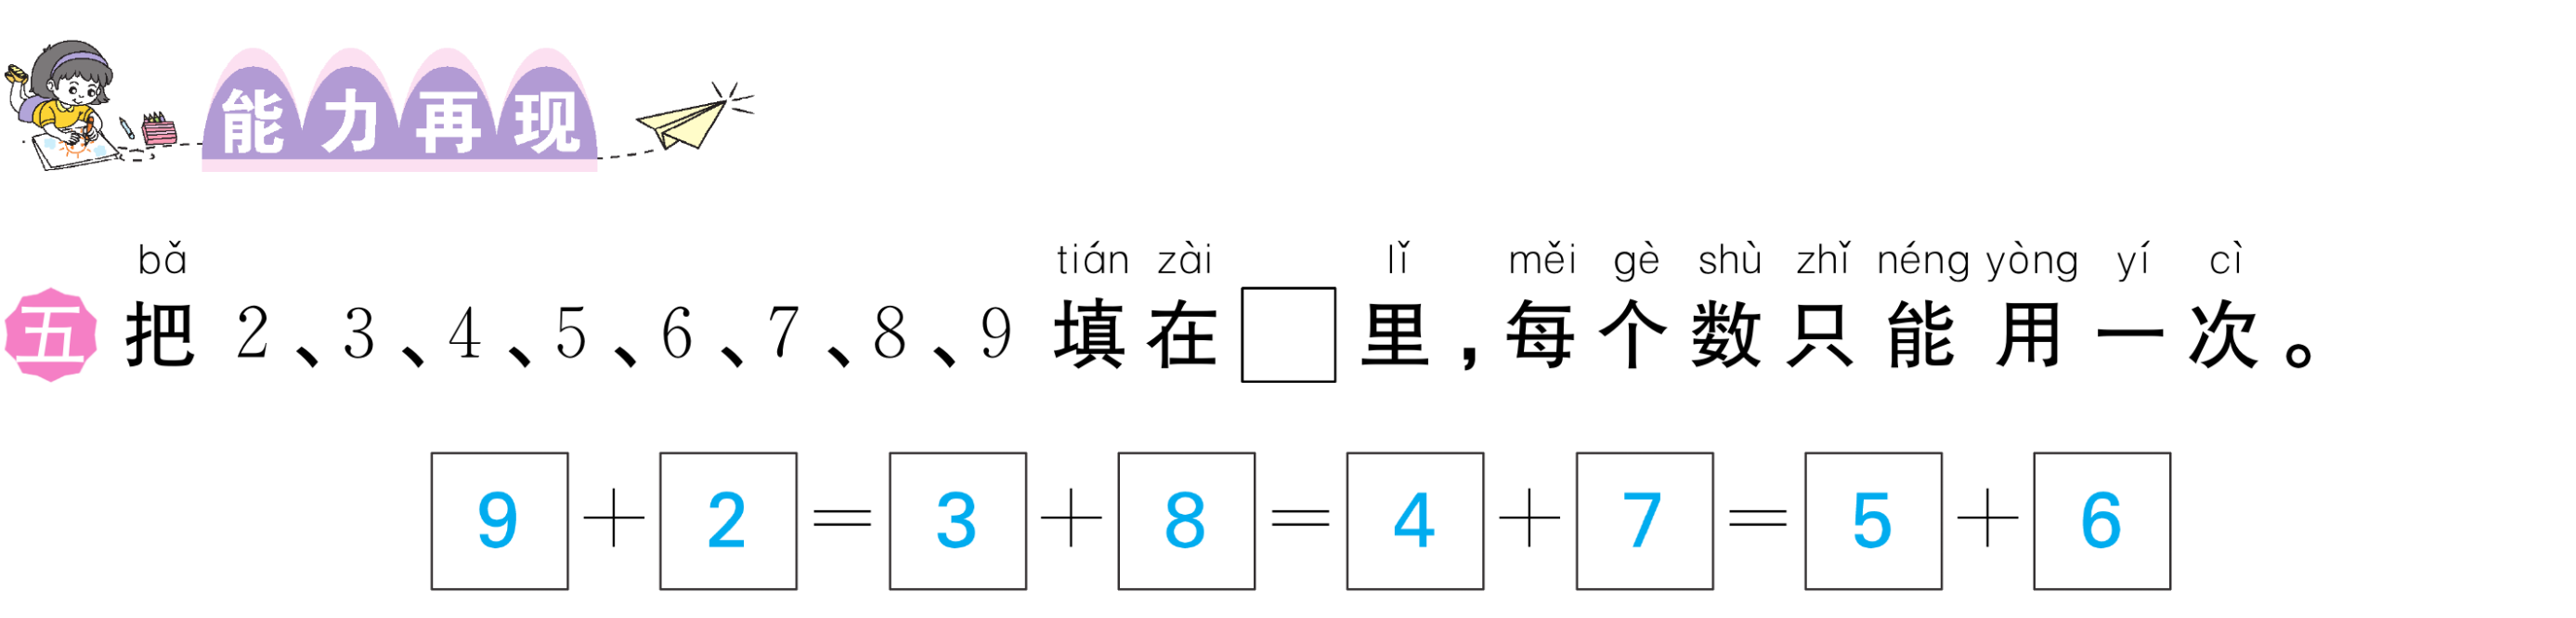 能力再现
bǎ tián zài lǐ měi gè shù zhǐ néng yòng yí cì
五 把 2、3、4、5、6、7、8、9 填在□里，每个数只能用一次。
9+2=3+8=4+7=5+6